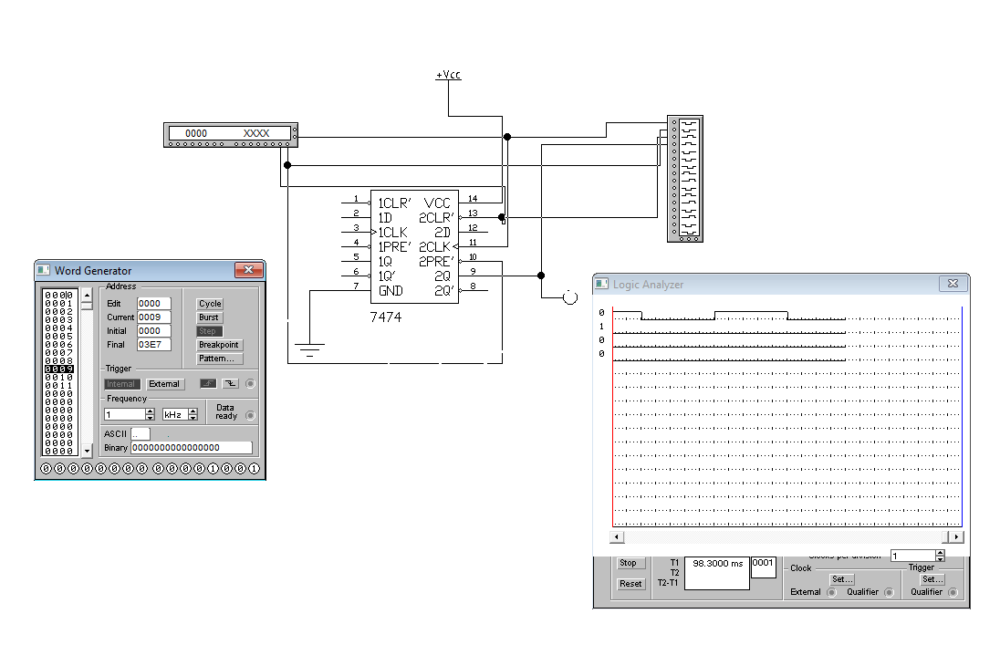 +Vcc
0000 XXXX
1 1CLR' VCC 14
2 1D 2CLR' 13
3 1CLK 2D 12
4 1PRE' 2CLK 11
5 1Q 2PRE' 10
6 1Q' 2Q 9
7 GND 2Q' 8
7474
Word Generator
0000
0001
0002
0003
0004
0005
0006
0007
0008
0009
0010
0011
0000
0000
0000
0000
0000
0000
0000
0000
Address
Edit 0000
Current 0009
Initial 0000
Final 03E7
Cycle
Burst
Step
Breakpoint
Pattern...
Trigger
Internal External
Frequency
1 kHz
Data
ready
ASCII ..
Binary 0000000000000000
0 0 0 0 0 0 0 0 0 0 0 0 1 0 0 1
Logic Analyzer
0
1
0
0
Clocks per division 1
Stop
Reset
T1 98.3000 ms 0001
T2
T2-T1
Clock
Set...
External Qualifier
Trigger
Set...
Qualifier